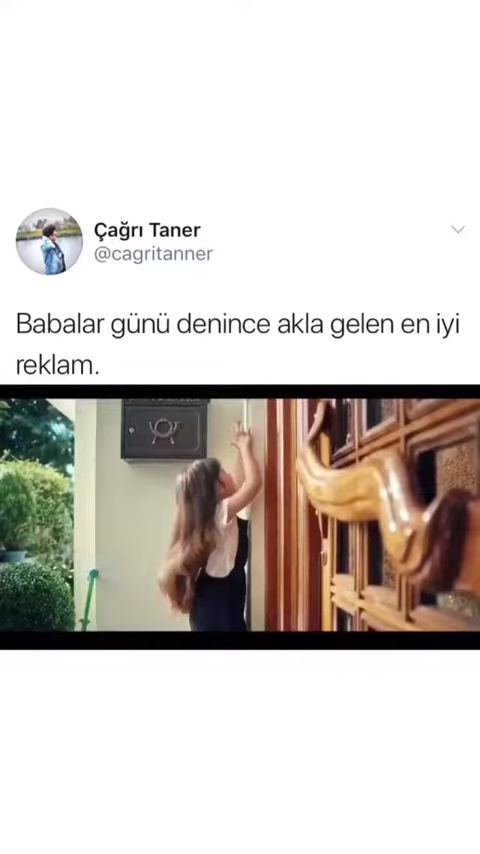 Çağrı Taner
@cagritanner
Babalar günü denince akla gelen en iyi
reklam.